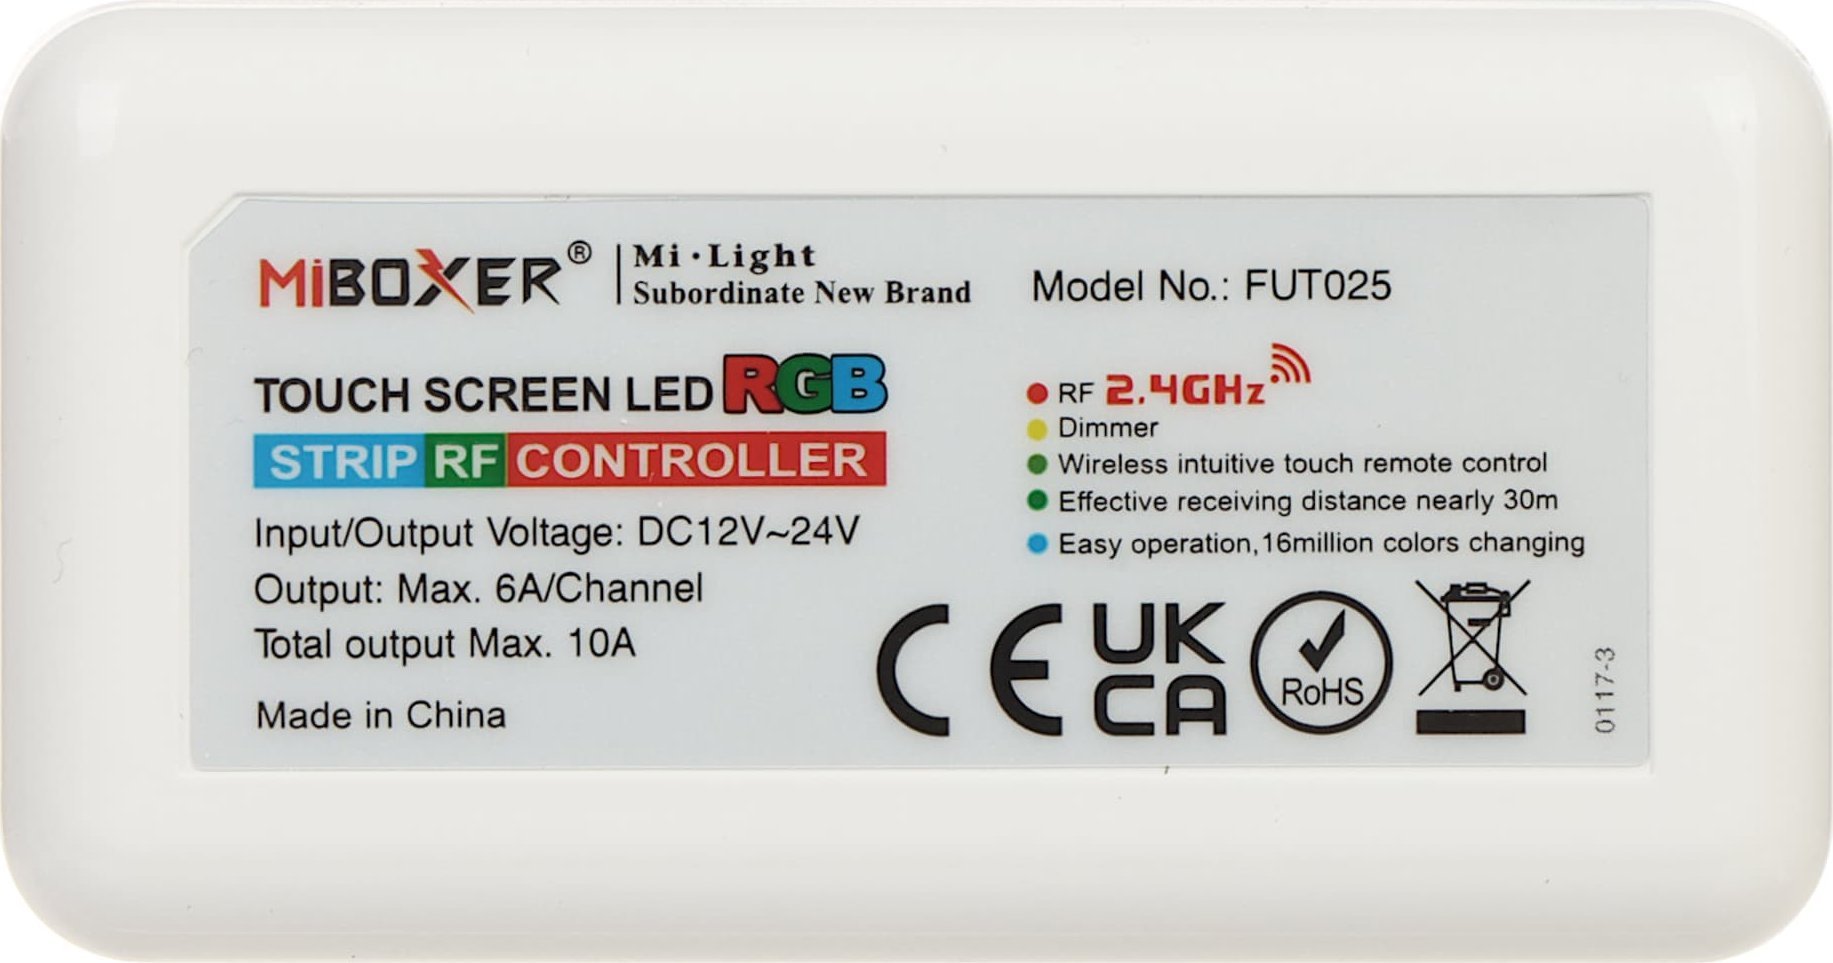 MiBOXER®
Mi·Light
Subordinate New Brand
Model No.: FUT025
TOUCH SCREEN LED RGB
STRIP RF CONTROLLER
Input/Output Voltage: DC12V~24V
Output: Max. 6A/Channel
Total output Max. 10A
Made in China
RF 2.4GHz
Dimmer
Wireless intuitive touch remote control
Effective receiving distance nearly 30m
Easy operation,16million colors changing
CE
UK
CA
RoHS
0117-3